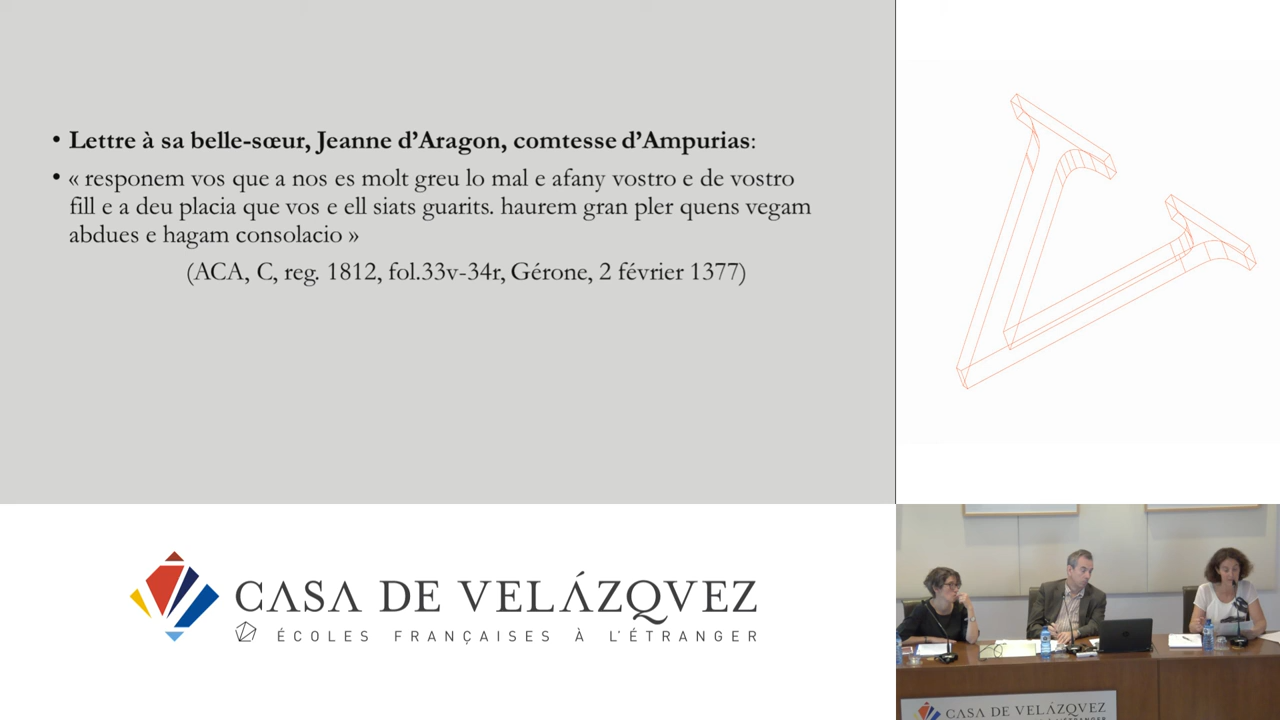 • Lettre à sa belle-sœur, Jeanne d’Aragon, comtesse d’Ampurias:
• « responem vos que a nos es molt greu lo mal e afany vostro e de vostro
fill e a deu placia que vos e ell siats guarits. haurem gran pler quens vegam
abdues e hagam consolacio »
(ACA, C, reg. 1812, fol.33v-34r, Gérone, 2 février 1377)
CASA DE VELÁZQVEZ
ÉCOLES FRANÇAISES À L'ÉTRANGER
CASA DE VELÁZQVEZ